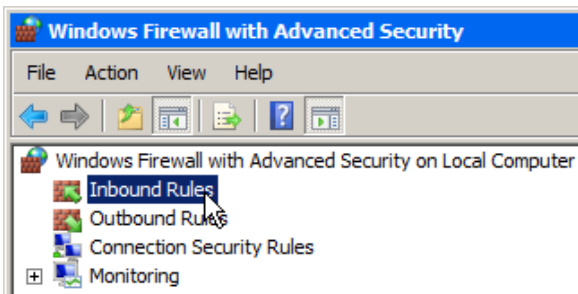 Windows Firewall with Advanced Security
File Action View Help
Windows Firewall with Advanced Security on Local Computer
Inbound Rules
Outbound Rules
Connection Security Rules
Monitoring